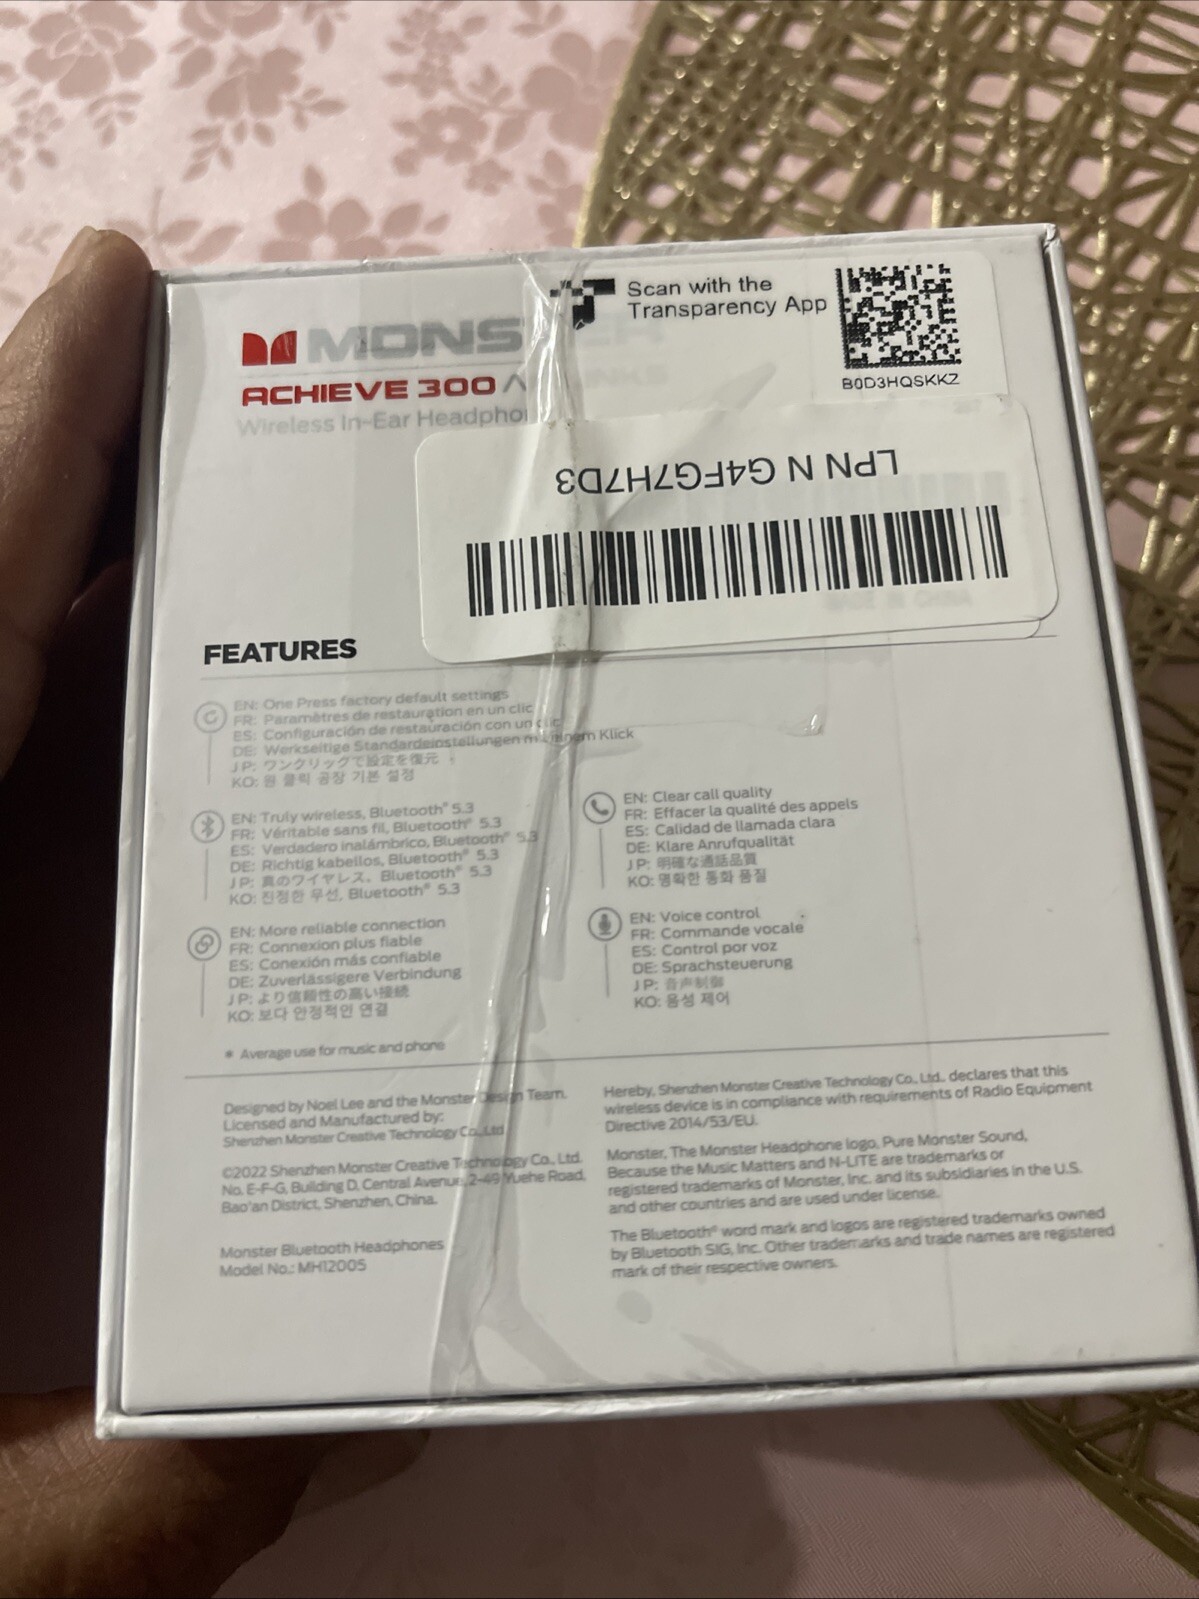 MONS
ACHIEVE 300
Wireless In-Ear Headpho
Scan with the
Transparency App
B0D3HQSKKZ
LPN N G4FG7H7D3
FEATURES
EN: One Press factory default settings
FR: Paramètres de restauration en un clic
ES: Configuración de restauración con un clic
DE: Werkseitige Standardeinstellungen mit einem Klick
JP: ワンクリックで設定を復元
KO: 원 클릭 공장 기본 설정
EN: Truly wireless, Bluetooth® 5.3
FR: Véritable sans fil, Bluetooth® 5.3
ES: Verdadero inalámbrico, Bluetooth® 5.3
DE: Richtig kabellos, Bluetooth® 5.3
JP: 真のワイヤレス、Bluetooth® 5.3
KO: 진정한 무선, Bluetooth® 5.3
EN: More reliable connection
FR: Connexion plus fiable
ES: Conexión más confiable
DE: Zuverlässigere Verbindung
JP: より信頼性の高い接続
KO: 보다 안정적인 연결
EN: Clear call quality
FR: Effacer la qualité des appels
ES: Calidad de llamada clara
DE: Klare Anrufqualität
JP: 明確な通話品質
KO: 명확한 통화 품질
EN: Voice control
FR: Commande vocale
ES: Control por voz
DE: Sprachsteuerung
JP: 音声制御
KO: 음성 제어
* Average use for music and phone
Designed by Noel Lee and the Monster Design Team.
Licensed and Manufactured by:
Shenzhen Monster Creative Technology Co., Ltd.
©2022 Shenzhen Monster Creative Technology Co., Ltd.
No. E-F-G, Building D, Central Avenue, 2-49 Yuehe Road,
Bao'an District, Shenzhen, China.
Monster Bluetooth Headphones
Model No.: MH12005
Hereby, Shenzhen Monster Creative Technology Co., Ltd. declares that this
wireless device is in compliance with requirements of Radio Equipment
Directive 2014/53/EU.
Monster, The Monster Headphone logo, Pure Monster Sound,
Because the Music Matters and N-LITE are trademarks or
registered trademarks of Monster, Inc. and its subsidiaries in the U.S.
and other countries and are used under license.
The Bluetooth® word mark and logos are registered trademarks owned
by Bluetooth SIG, Inc. Other trademarks and trade names are registered
mark of their respective owners.